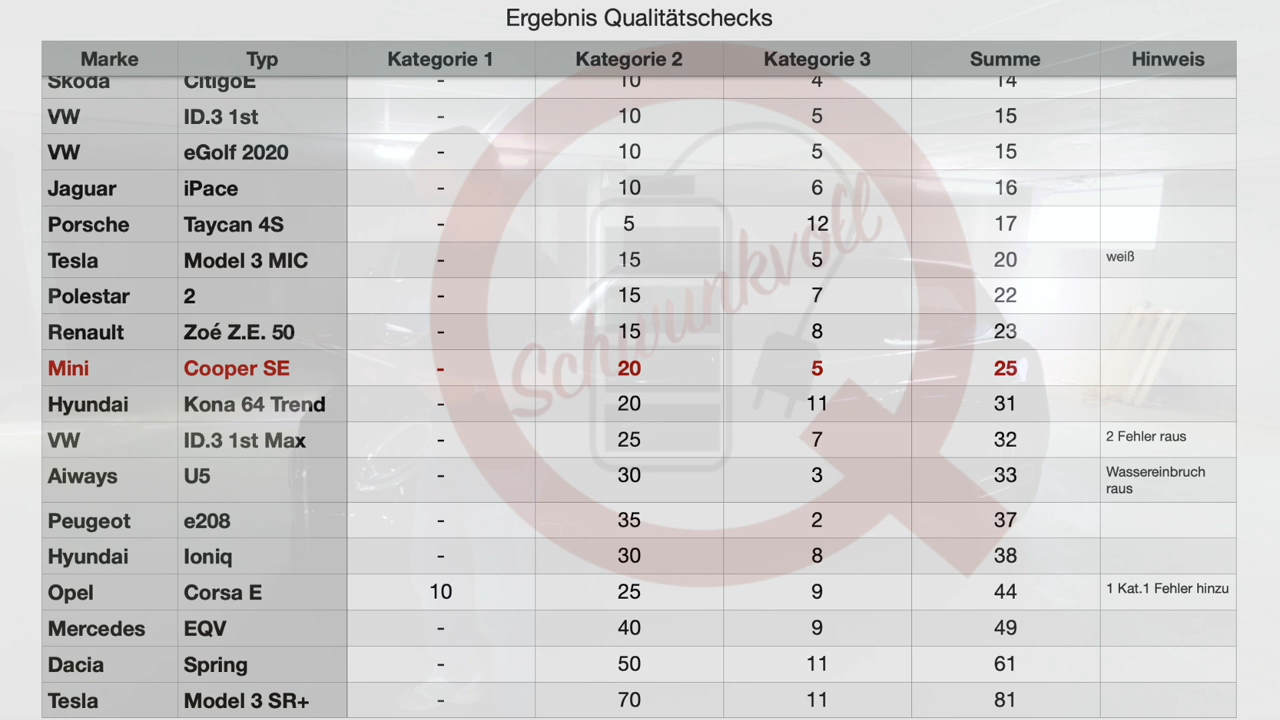 Ergebnis Qualitätschecks
Marke Typ Kategorie 1 Kategorie 2 Kategorie 3 Summe Hinweis
Skoda CitigoE - 10 4 14
VW ID.3 1st - 10 5 15
VW eGolf 2020 - 10 5 15
Jaguar iPace - 10 6 16
Porsche Taycan 4S - 5 12 17
Tesla Model 3 MIC - 15 5 20 weiß
Polestar 2 - 15 7 22
Renault Zoé Z.E. 50 - 15 8 23
Mini Cooper SE - 20 5 25
Hyundai Kona 64 Trend - 20 11 31
VW ID.3 1st Max - 25 7 32 2 Fehler raus
Aiways U5 - 30 3 33 Wassereinbruch
raus
Peugeot e208 - 35 2 37
Hyundai Ioniq - 30 8 38
Opel Corsa E 10 25 9 44 1 Kat.1 Fehler hinzu
Mercedes EQV - 40 9 49
Dacia Spring - 50 11 61
Tesla Model 3 SR+ - 70 11 81
Schwunkvoll